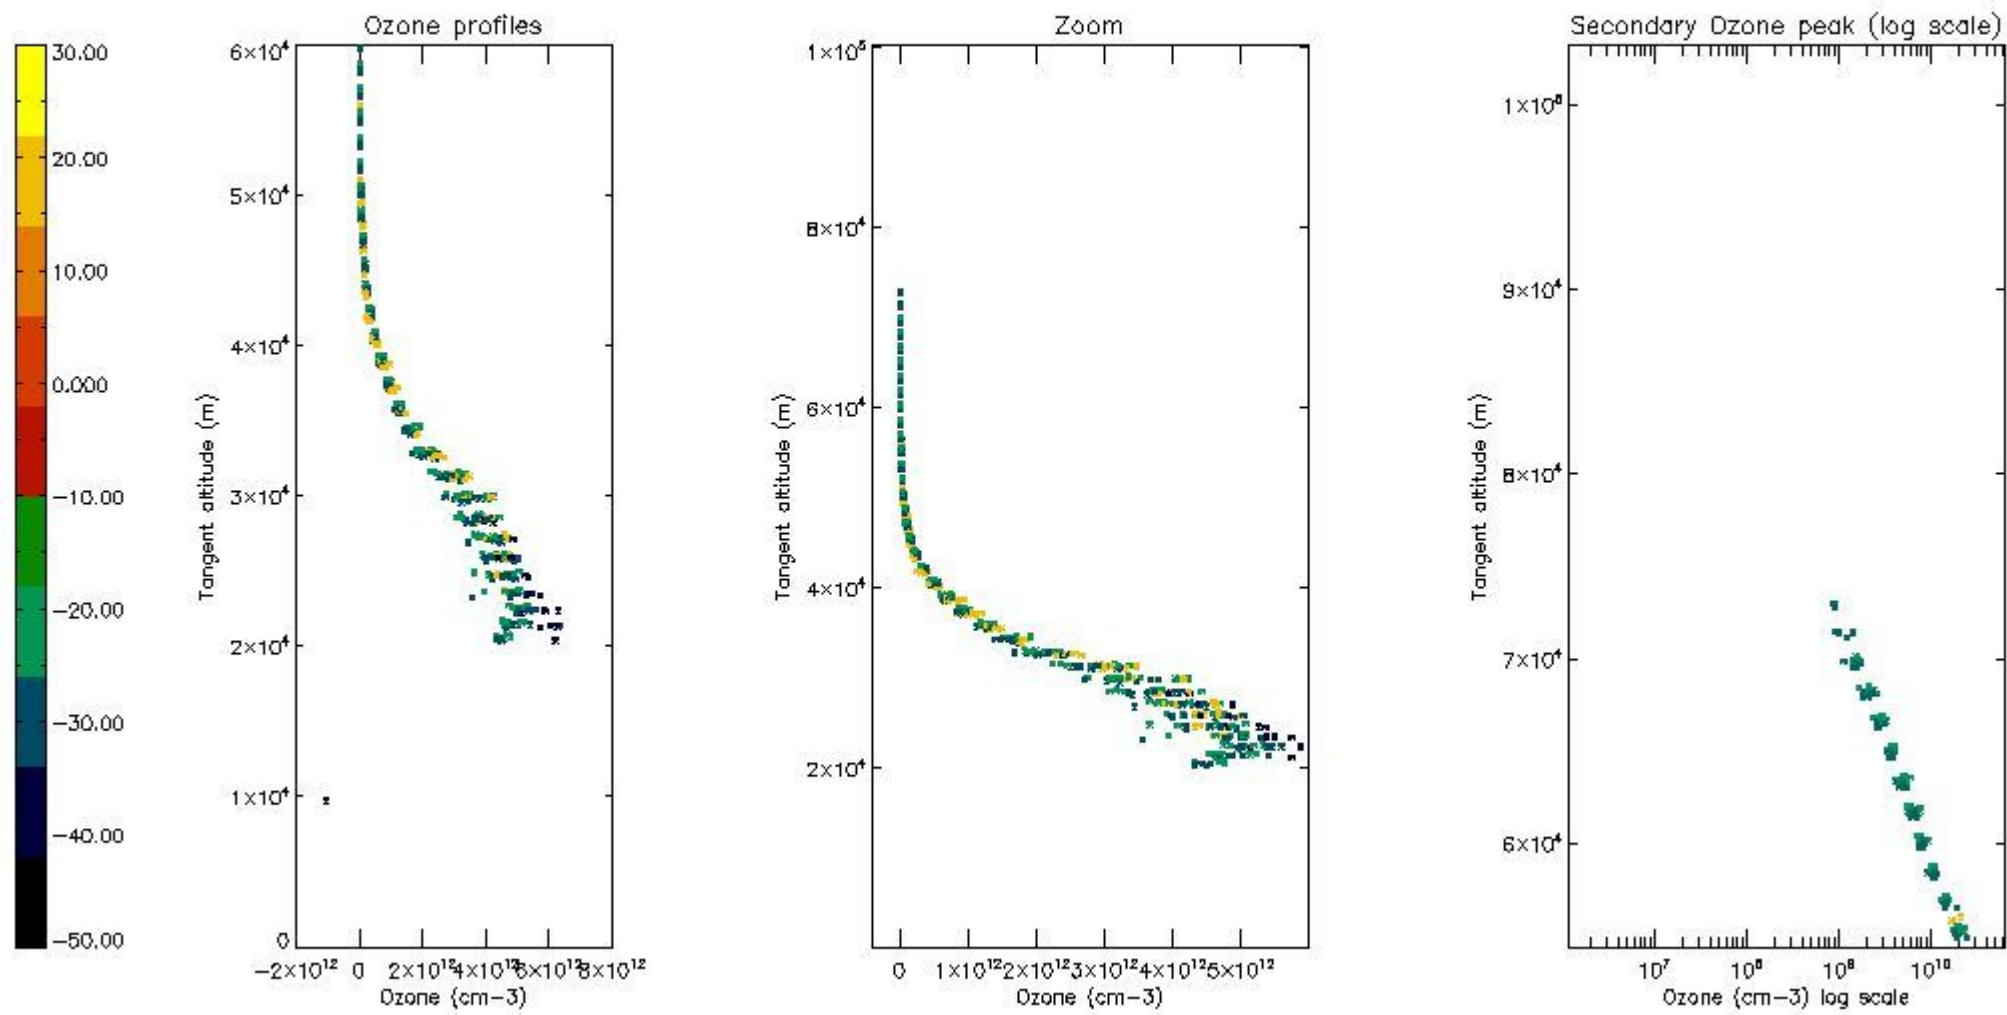 Ozone profiles
Zoom
Secondary Ozone peak (log scale)
30.00
20.00
10.00
0.000
−10.00
−20.00
−30.00
−40.00
−50.00
Tangent altitude (m)
6×10⁴
5×10⁴
4×10⁴
3×10⁴
2×10⁴
1×10⁴
0
−2×10¹² 0 2×10¹² 4×10¹² 6×10¹² 8×10¹²
Ozone (cm−3)
Tangent altitude (m)
1×10⁵
8×10⁴
6×10⁴
4×10⁴
2×10⁴
0 1×10¹² 2×10¹² 3×10¹² 4×10¹² 5×10¹²
Ozone (cm−3)
Tangent altitude (m)
1×10⁵
9×10⁴
8×10⁴
7×10⁴
6×10⁴
10⁷ 10⁸ 10⁹ 10¹⁰
Ozone (cm−3) log scale